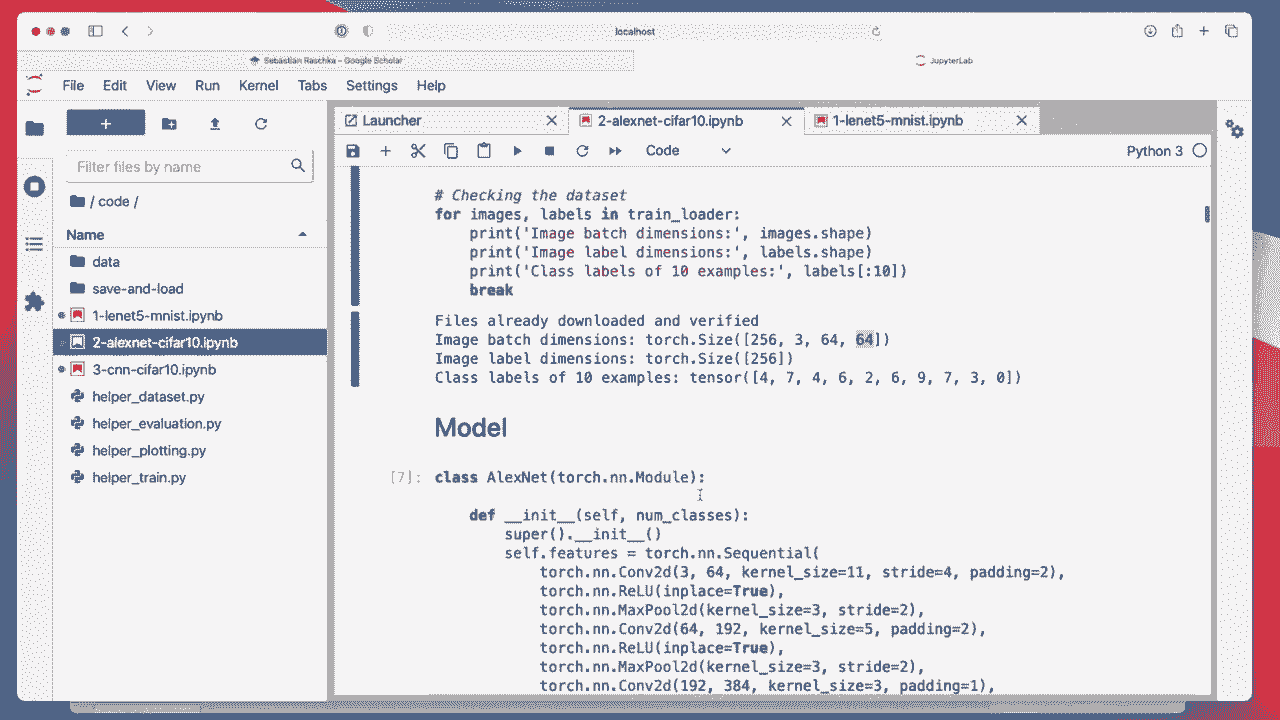 localhost
Sebastian Raschka – Google Scholar
JupyterLab
File Edit View Run Kernel Tabs Settings Help
Launcher
2-alexnet-cifar10.ipynb
1-lenet5-mnist.ipynb
Code
Python 3
Filter files by name
/ code /
Name
data
save-and-load
1-lenet5-mnist.ipynb
2-alexnet-cifar10.ipynb
3-cnn-cifar10.ipynb
helper_dataset.py
helper_evaluation.py
helper_plotting.py
helper_train.py
# Checking the dataset
for images, labels in train_loader:
    print('Image batch dimensions:', images.shape)
    print('Image label dimensions:', labels.shape)
    print('Class labels of 10 examples:', labels[:10])
    break
Files already downloaded and verified
Image batch dimensions: torch.Size([256, 3, 64, 64])
Image label dimensions: torch.Size([256])
Class labels of 10 examples: tensor([4, 7, 4, 6, 2, 6, 9, 7, 3, 0])
Model
[7]: class AlexNet(torch.nn.Module):
    def __init__(self, num_classes):
        super().__init__()
        self.features = torch.nn.Sequential(
            torch.nn.Conv2d(3, 64, kernel_size=11, stride=4, padding=2),
            torch.nn.ReLU(inplace=True),
            torch.nn.MaxPool2d(kernel_size=3, stride=2),
            torch.nn.Conv2d(64, 192, kernel_size=5, padding=2),
            torch.nn.ReLU(inplace=True),
            torch.nn.MaxPool2d(kernel_size=3, stride=2),
            torch.nn.Conv2d(192, 384, kernel_size=3, padding=1),